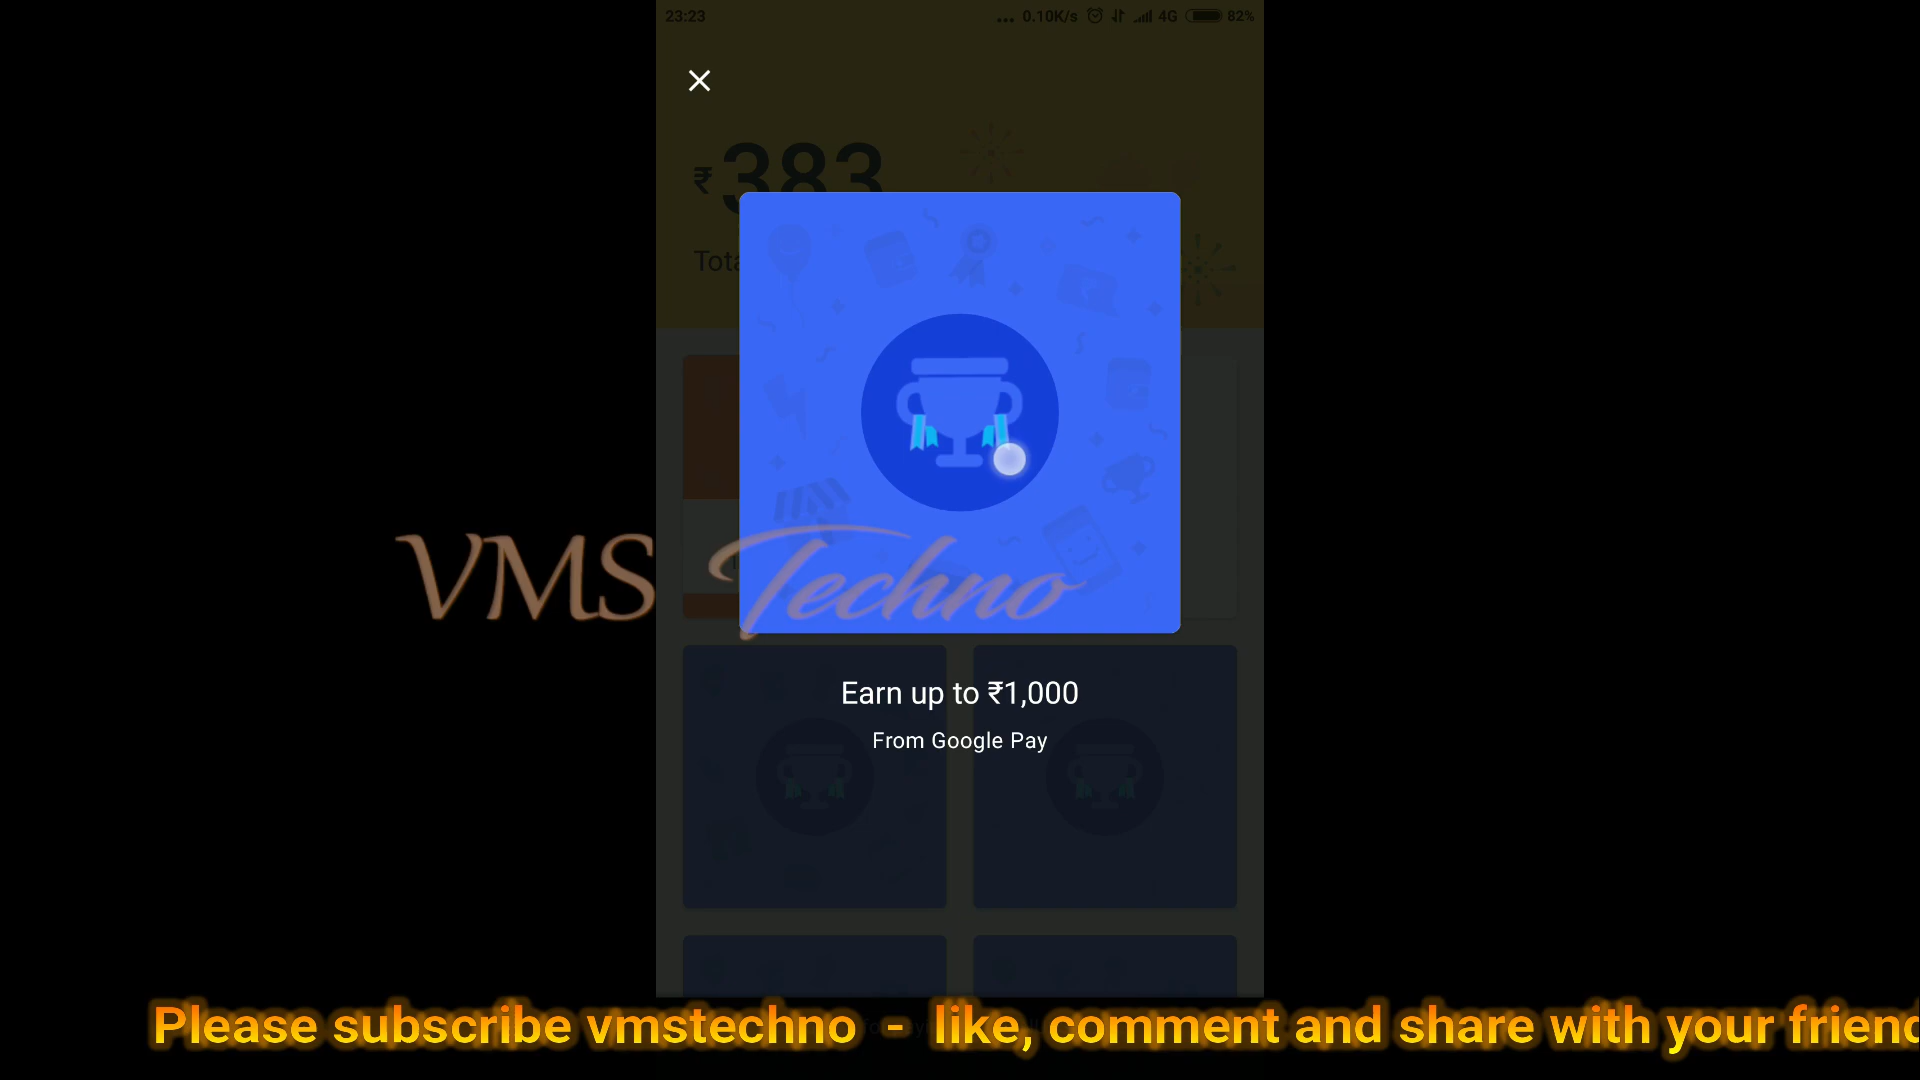 23:23
... 0.10K/s 4G 82%
₹383
Tota
VMS Techno
Earn up to ₹1,000
From Google Pay
Please subscribe vmstechno - like, comment and share with your friend